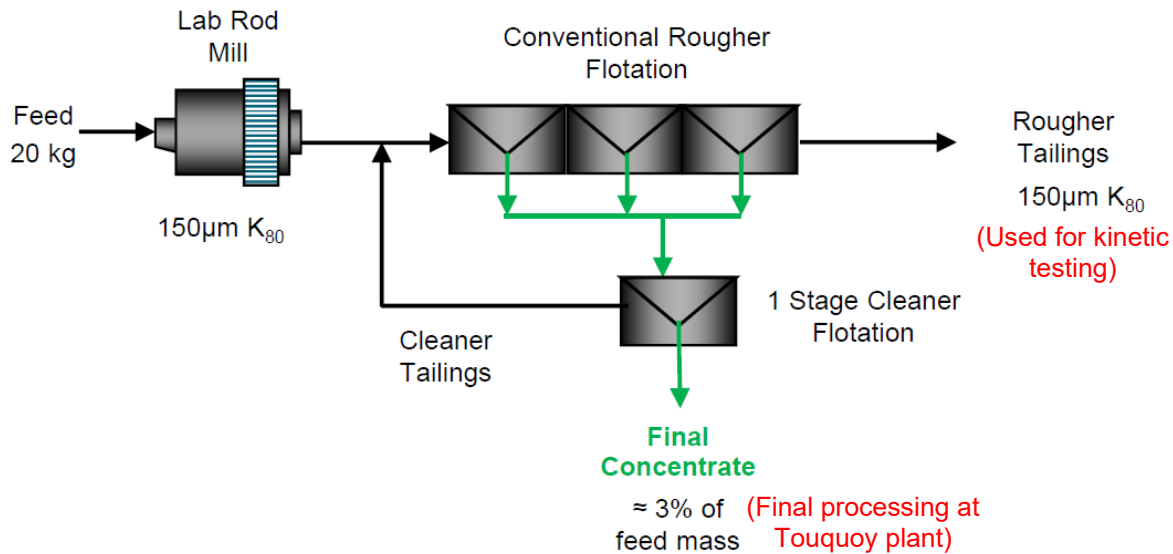 Lab Rod
Mill
Conventional Rougher
Flotation
Feed
20 kg
150µm K₈₀
Rougher
Tailings
150µm K₈₀
(Used for kinetic
testing)
1 Stage Cleaner
Flotation
Cleaner
Tailings
Final
Concentrate
≈ 3% of
feed mass
(Final processing at
Touquoy plant)